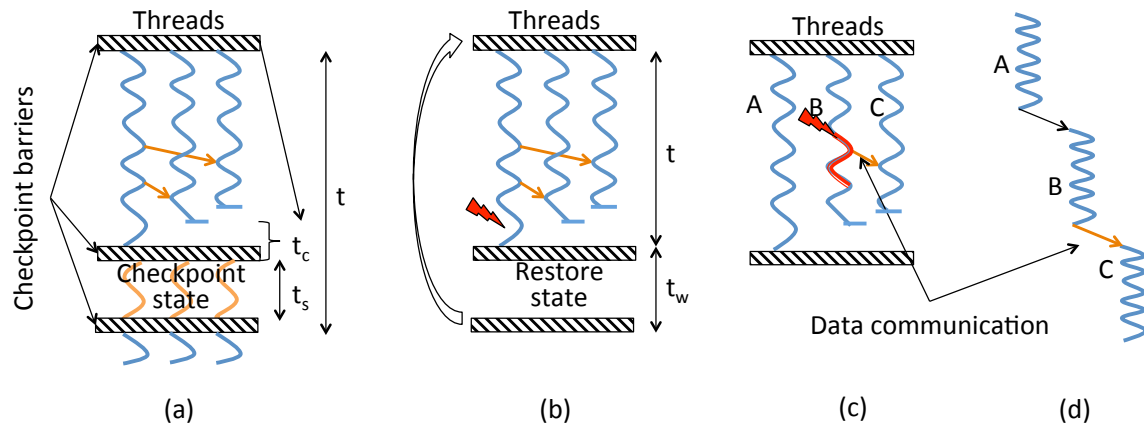 Threads
Checkpoint barriers
t
t_c
Checkpoint
state
t_s
(a)
Threads
t
Restore
state
t_w
(b)
Threads
A
B
C
Data communication
(c)
A
B
C
(d)